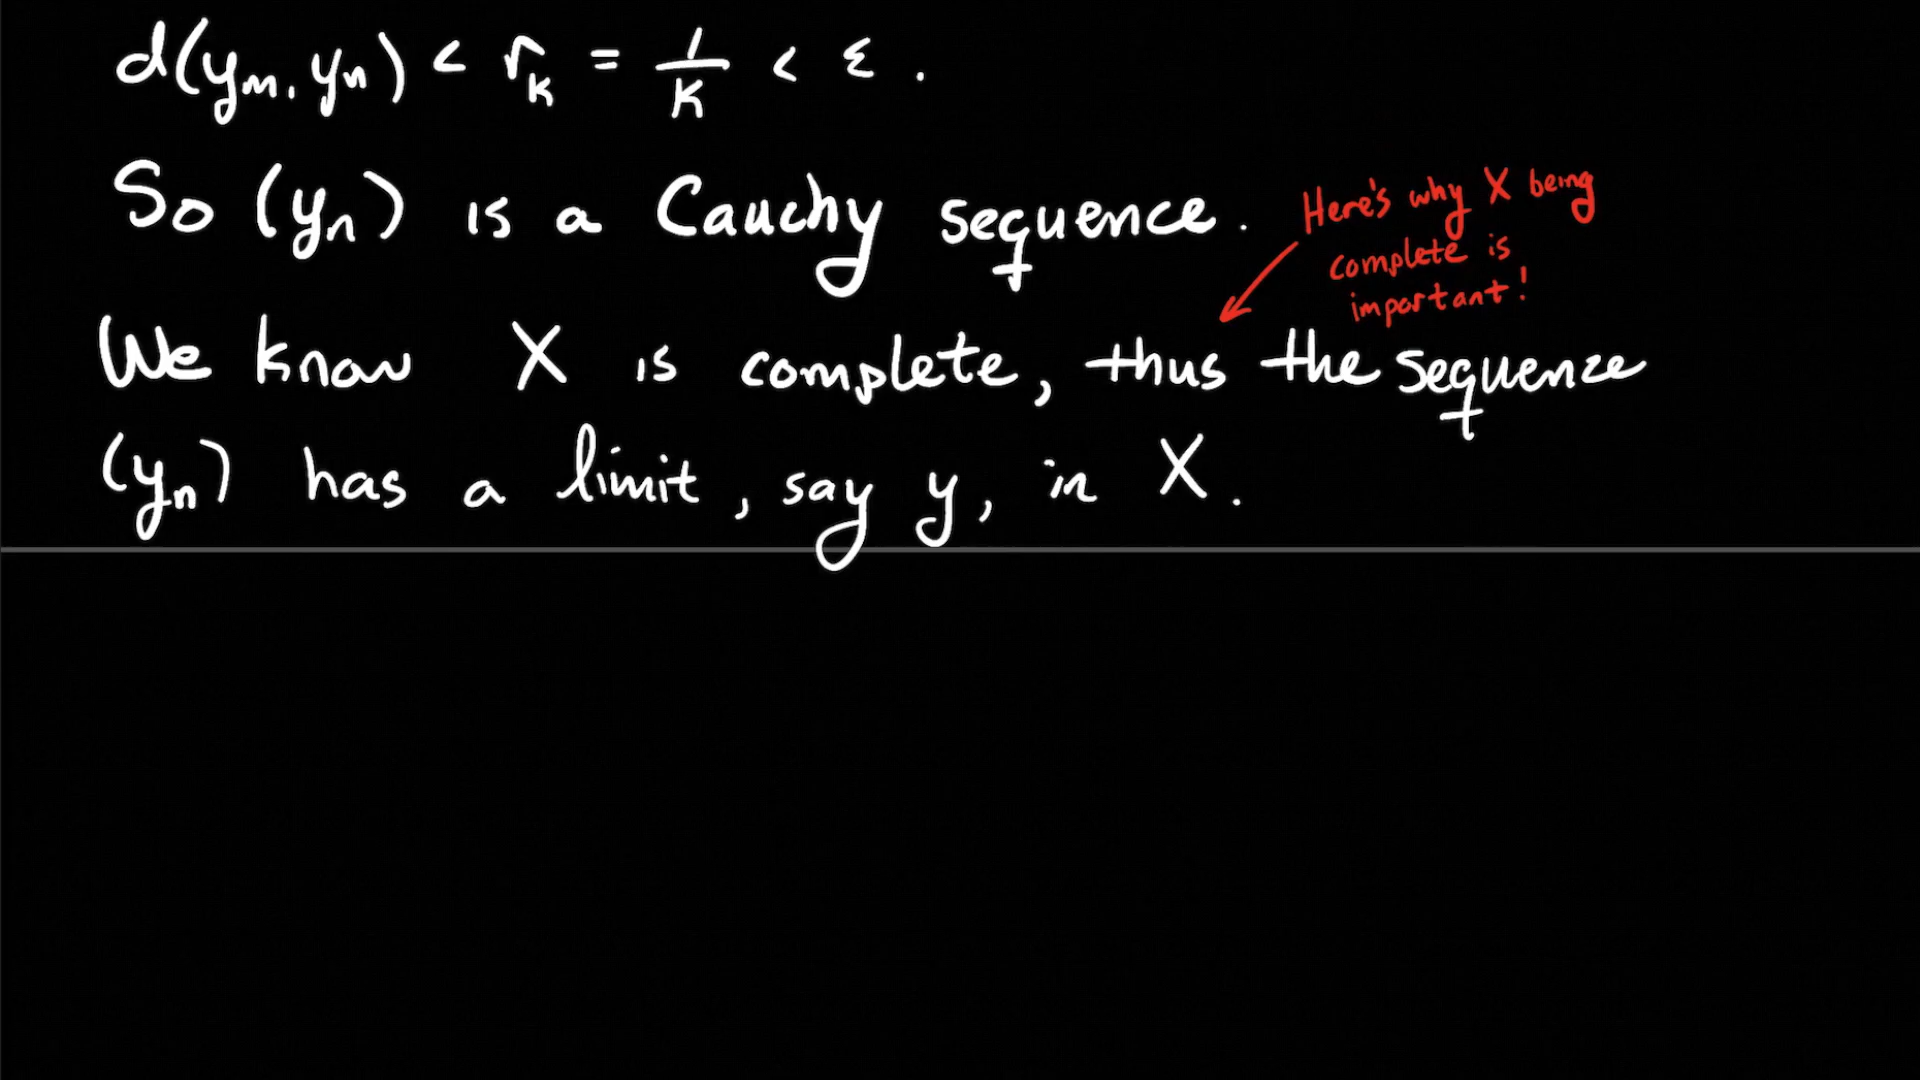 d(yₘ, yₙ) < r_k = 1/k < ε .
So (yₙ) is a Cauchy sequence.
Here's why X being
complete is
important!
We know X is complete, thus the sequence
(yₙ) has a limit, say y, in X.